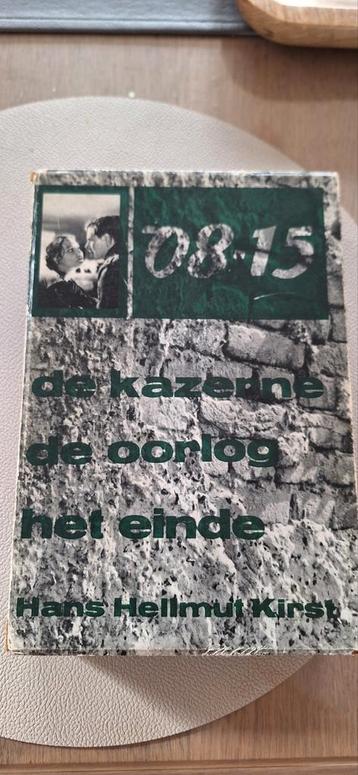 08·15
de kazerne
de oorlog
het einde
Hans Hellmut Kirst